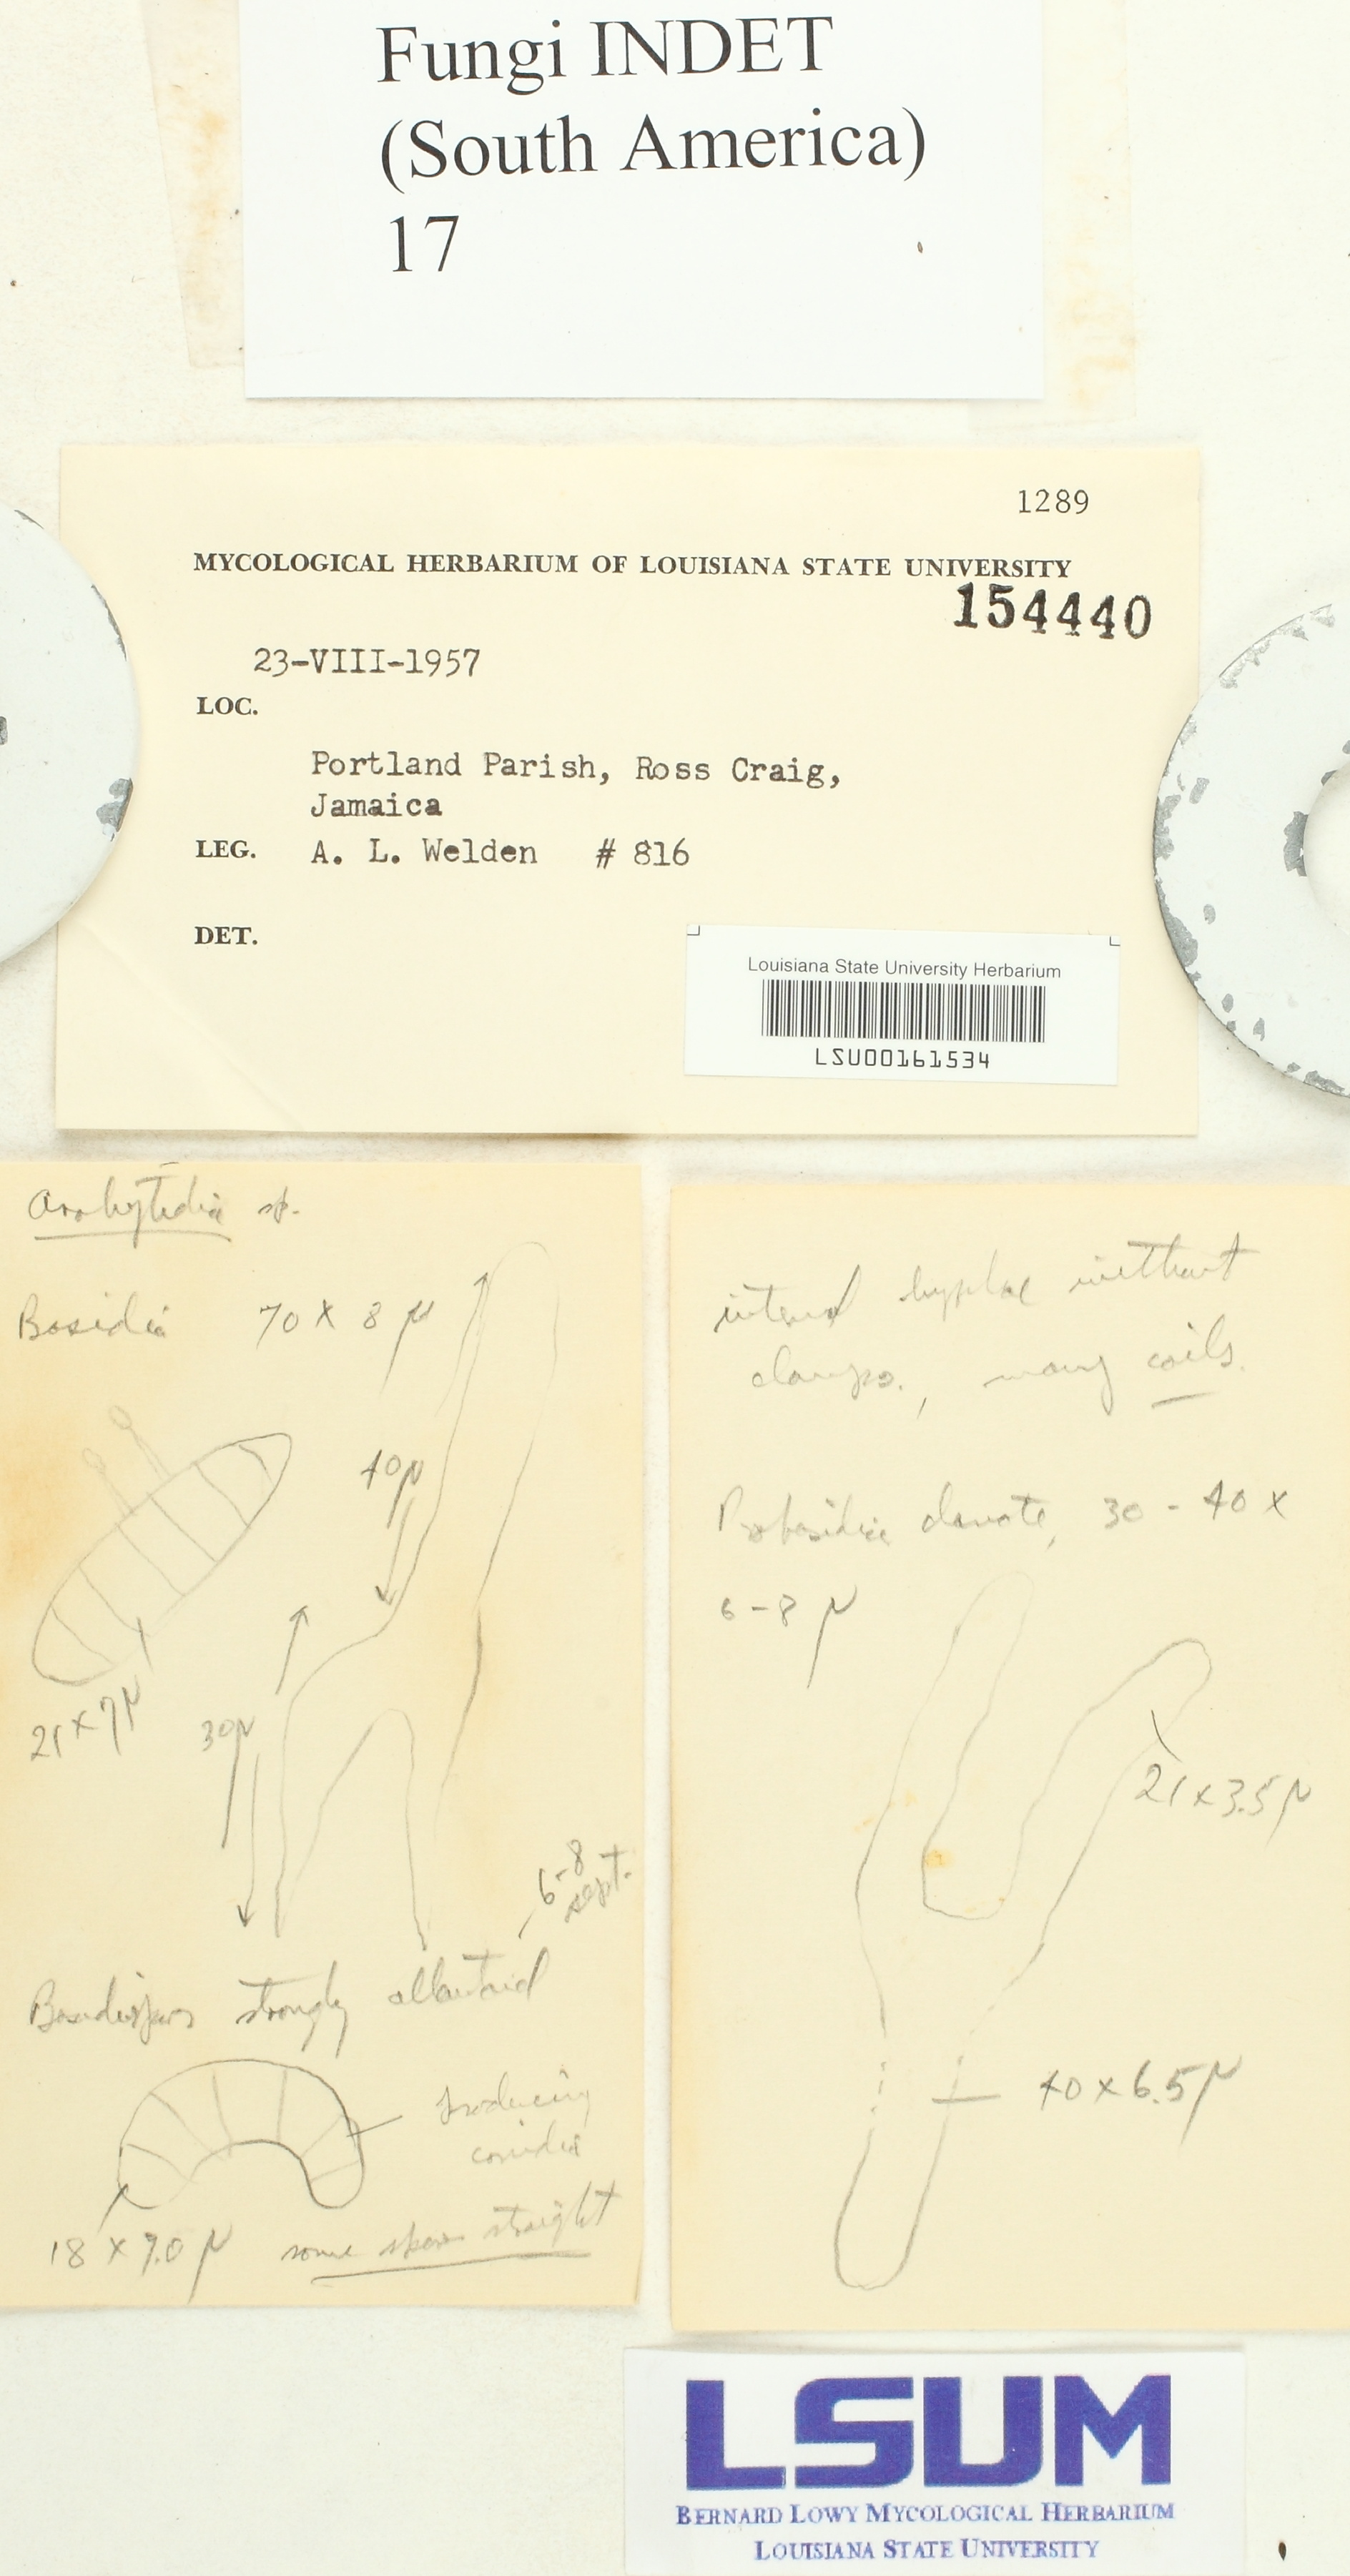 Fungi INDET
(South America)
17
1289
MYCOLOGICAL HERBARIUM OF LOUISIANA STATE UNIVERSITY
154440
23-VIII-1957
LOC.
Portland Parish, Ross Craig,
Jamaica
LEG. A. L. Welden # 816
DET.
Louisiana State University Herbarium
LSU00161534
sp.
Basidia 70 X 8 μ
40μ
21 x 7μ
30μ
6-8
sept.
strongly allantoid
producing
conidia
18 X 7.0 μ some spores straight
internal hyphae without
clamps., many coils.
Probasidia clavate, 30 - 40 x
6-8 μ
21 x 3.5 μ
40 x 6.5 μ
LSUM
BERNARD LOWY MYCOLOGICAL HERBARIUM
LOUISIANA STATE UNIVERSITY